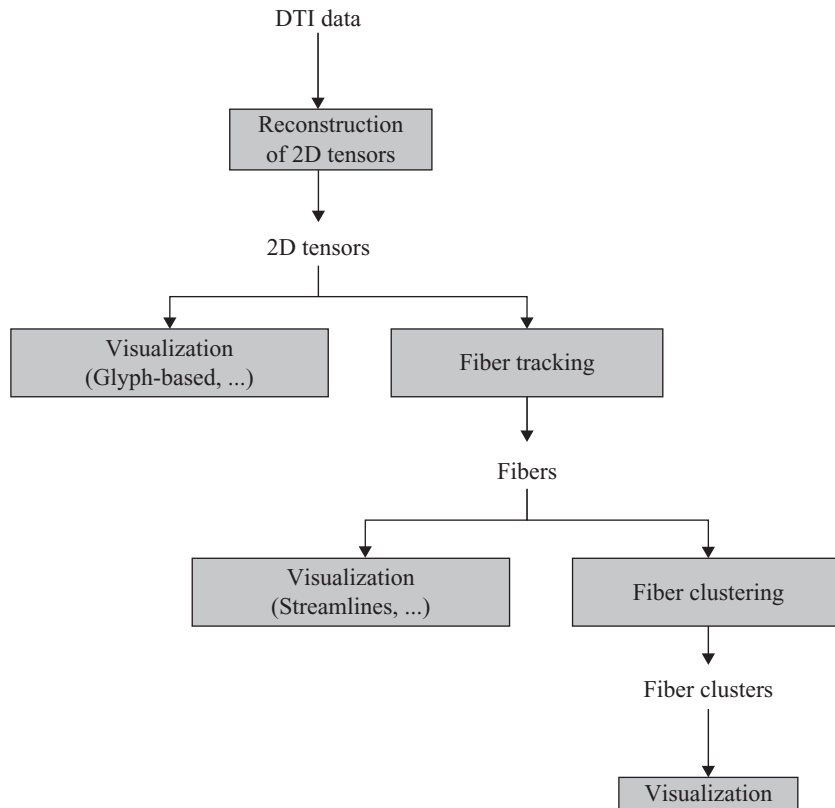 DTI data
Reconstruction
of 2D tensors
2D tensors
Visualization
(Glyph-based, ...)
Fiber tracking
Fibers
Visualization
(Streamlines, ...)
Fiber clustering
Fiber clusters
Visualization